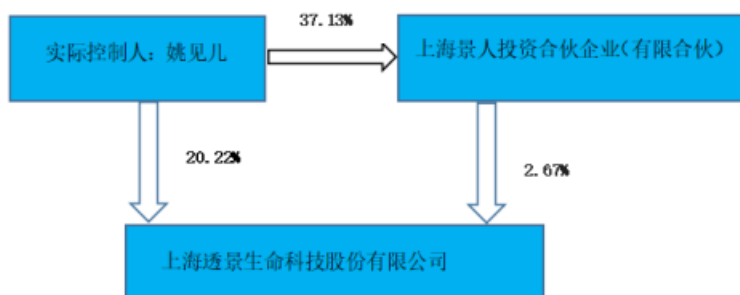 37.13%
实际控制人：姚见儿
上海景人投资合伙企业（有限合伙）
20.22%
2.67%
上海透景生命科技股份有限公司